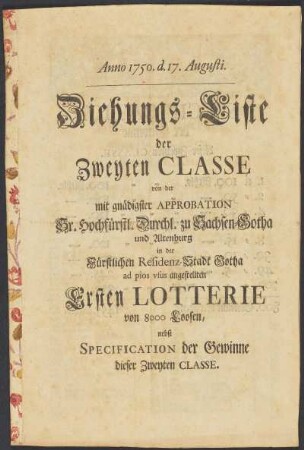 Anno 1750. d. 17. Augusti.
Ziehungs-Liste
der
Zweyten CLASSE
von der
mit gnädigster APPROBATION
Sr. Hochfürstl. Durchl. zu Sachsen-Gotha
und Altenburg
in der
Fürstlichen Residenz-Stadt Gotha
ad pios usus angestellten
Ersten LOTTERIE
von 8000 Loosen,
nebst
SPECIFICATION der Gewinne
dieser Zweyten CLASSE.